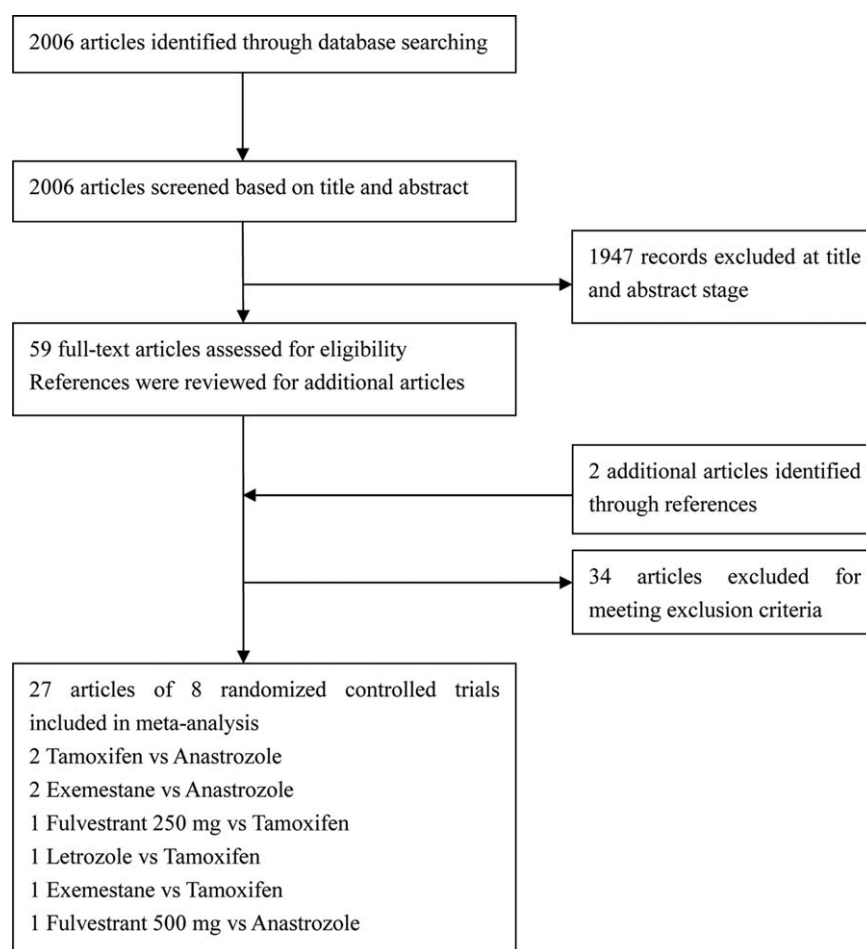 2006 articles identified through database searching
2006 articles screened based on title and abstract
1947 records excluded at title
and abstract stage
59 full-text articles assessed for eligibility
References were reviewed for additional articles
2 additional articles identified
through references
34 articles excluded for
meeting exclusion criteria
27 articles of 8 randomized controlled trials
included in meta-analysis
2 Tamoxifen vs Anastrozole
2 Exemestane vs Anastrozole
1 Fulvestrant 250 mg vs Tamoxifen
1 Letrozole vs Tamoxifen
1 Exemestane vs Tamoxifen
1 Fulvestrant 500 mg vs Anastrozole